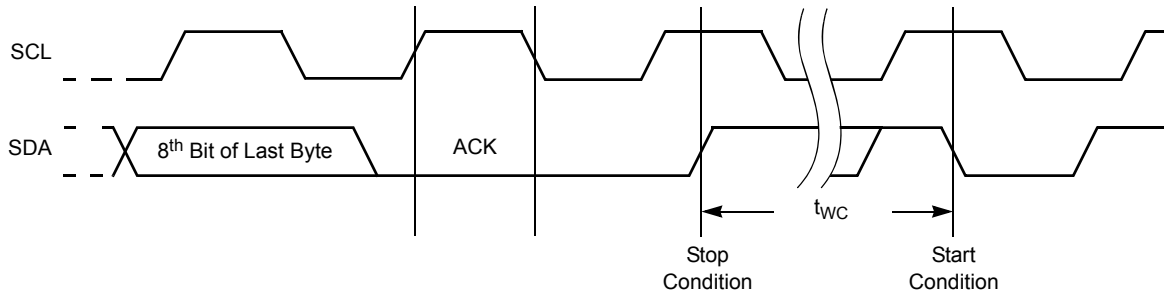 SCL
SDA
8th Bit of Last Byte
ACK
tWC
Stop
Condition
Start
Condition